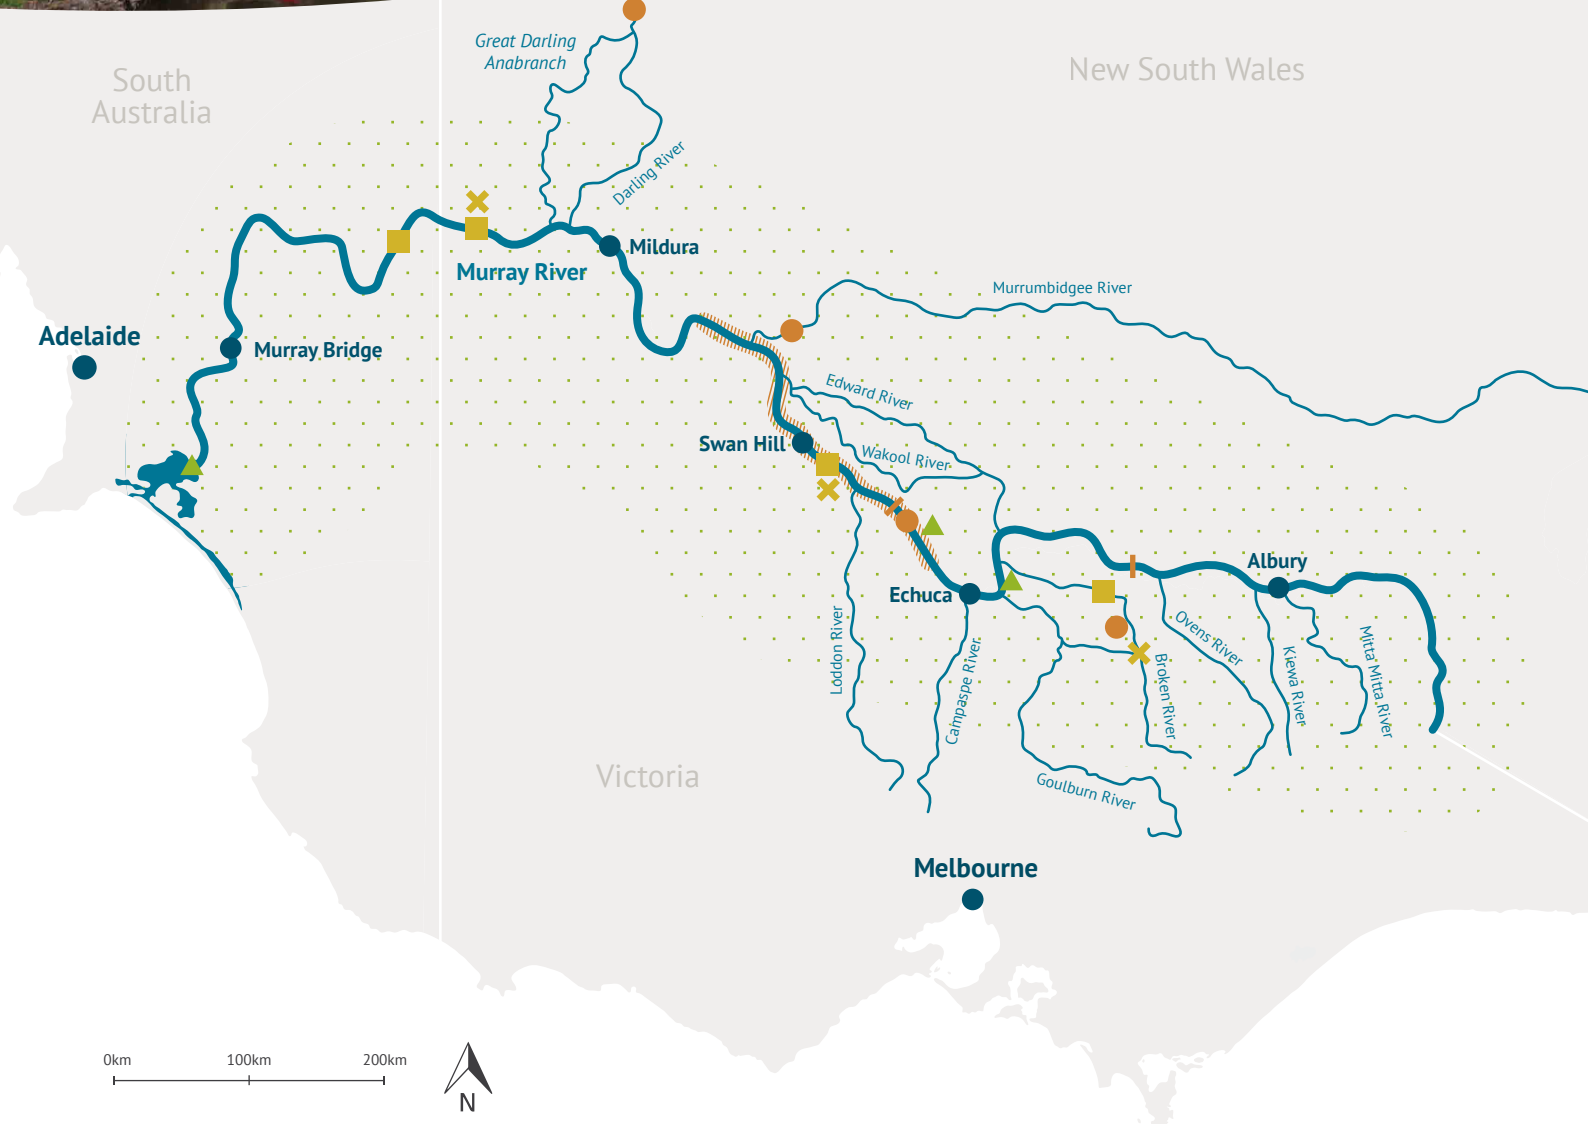 Great Darling
Anabranch
South
Australia
New South Wales
Darling River
Mildura
Murray River
Murrumbidgee River
Adelaide
Murray Bridge
Edward River
Swan Hill
Wakool River
Albury
Echuca
Loddon River
Campaspe River
Broken River
Ovens River
Kiewa River
Mitta Mitta River
Victoria
Goulburn River
Melbourne
0km 100km 200km
N